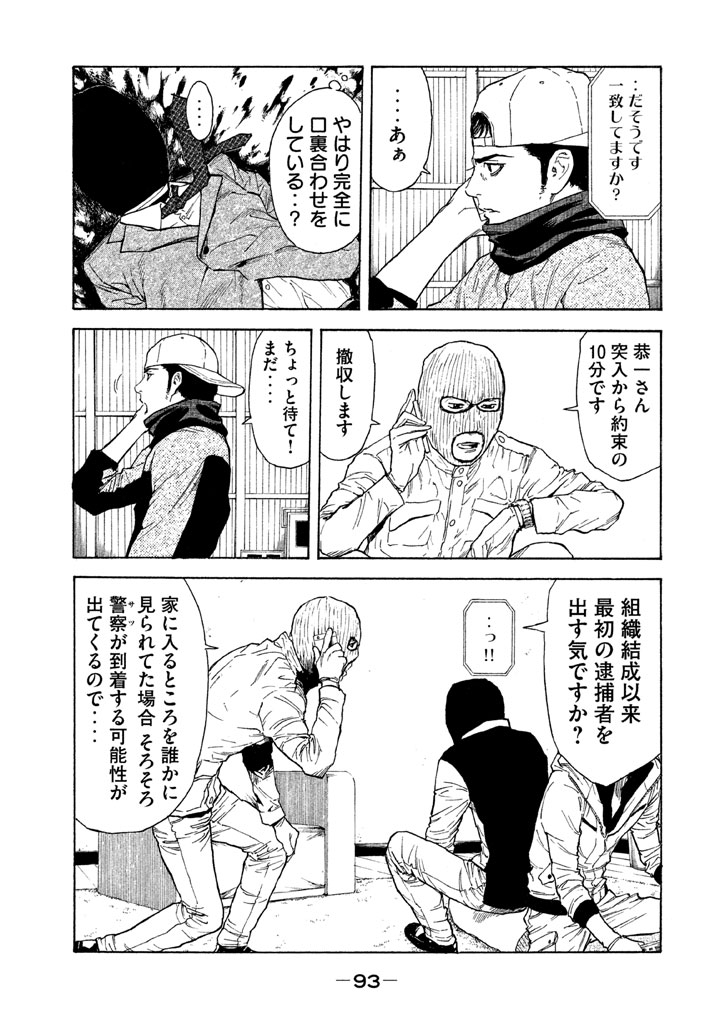 ‥だそうです
一致してますか?
‥‥あぁ
やはり完全に
口裏合わせを
している‥?
‥‥
恭一さん
突入から約束の
10分です
撤収します
ちょっと待て!
まだ‥‥
組織結成以来
最初の逮捕者を
出す気ですか?
‥っ!!
家に入るところを誰かに
見られてた場合 そろそろ
警察が到着する可能性が
サツ
出てくるので‥‥
—93—